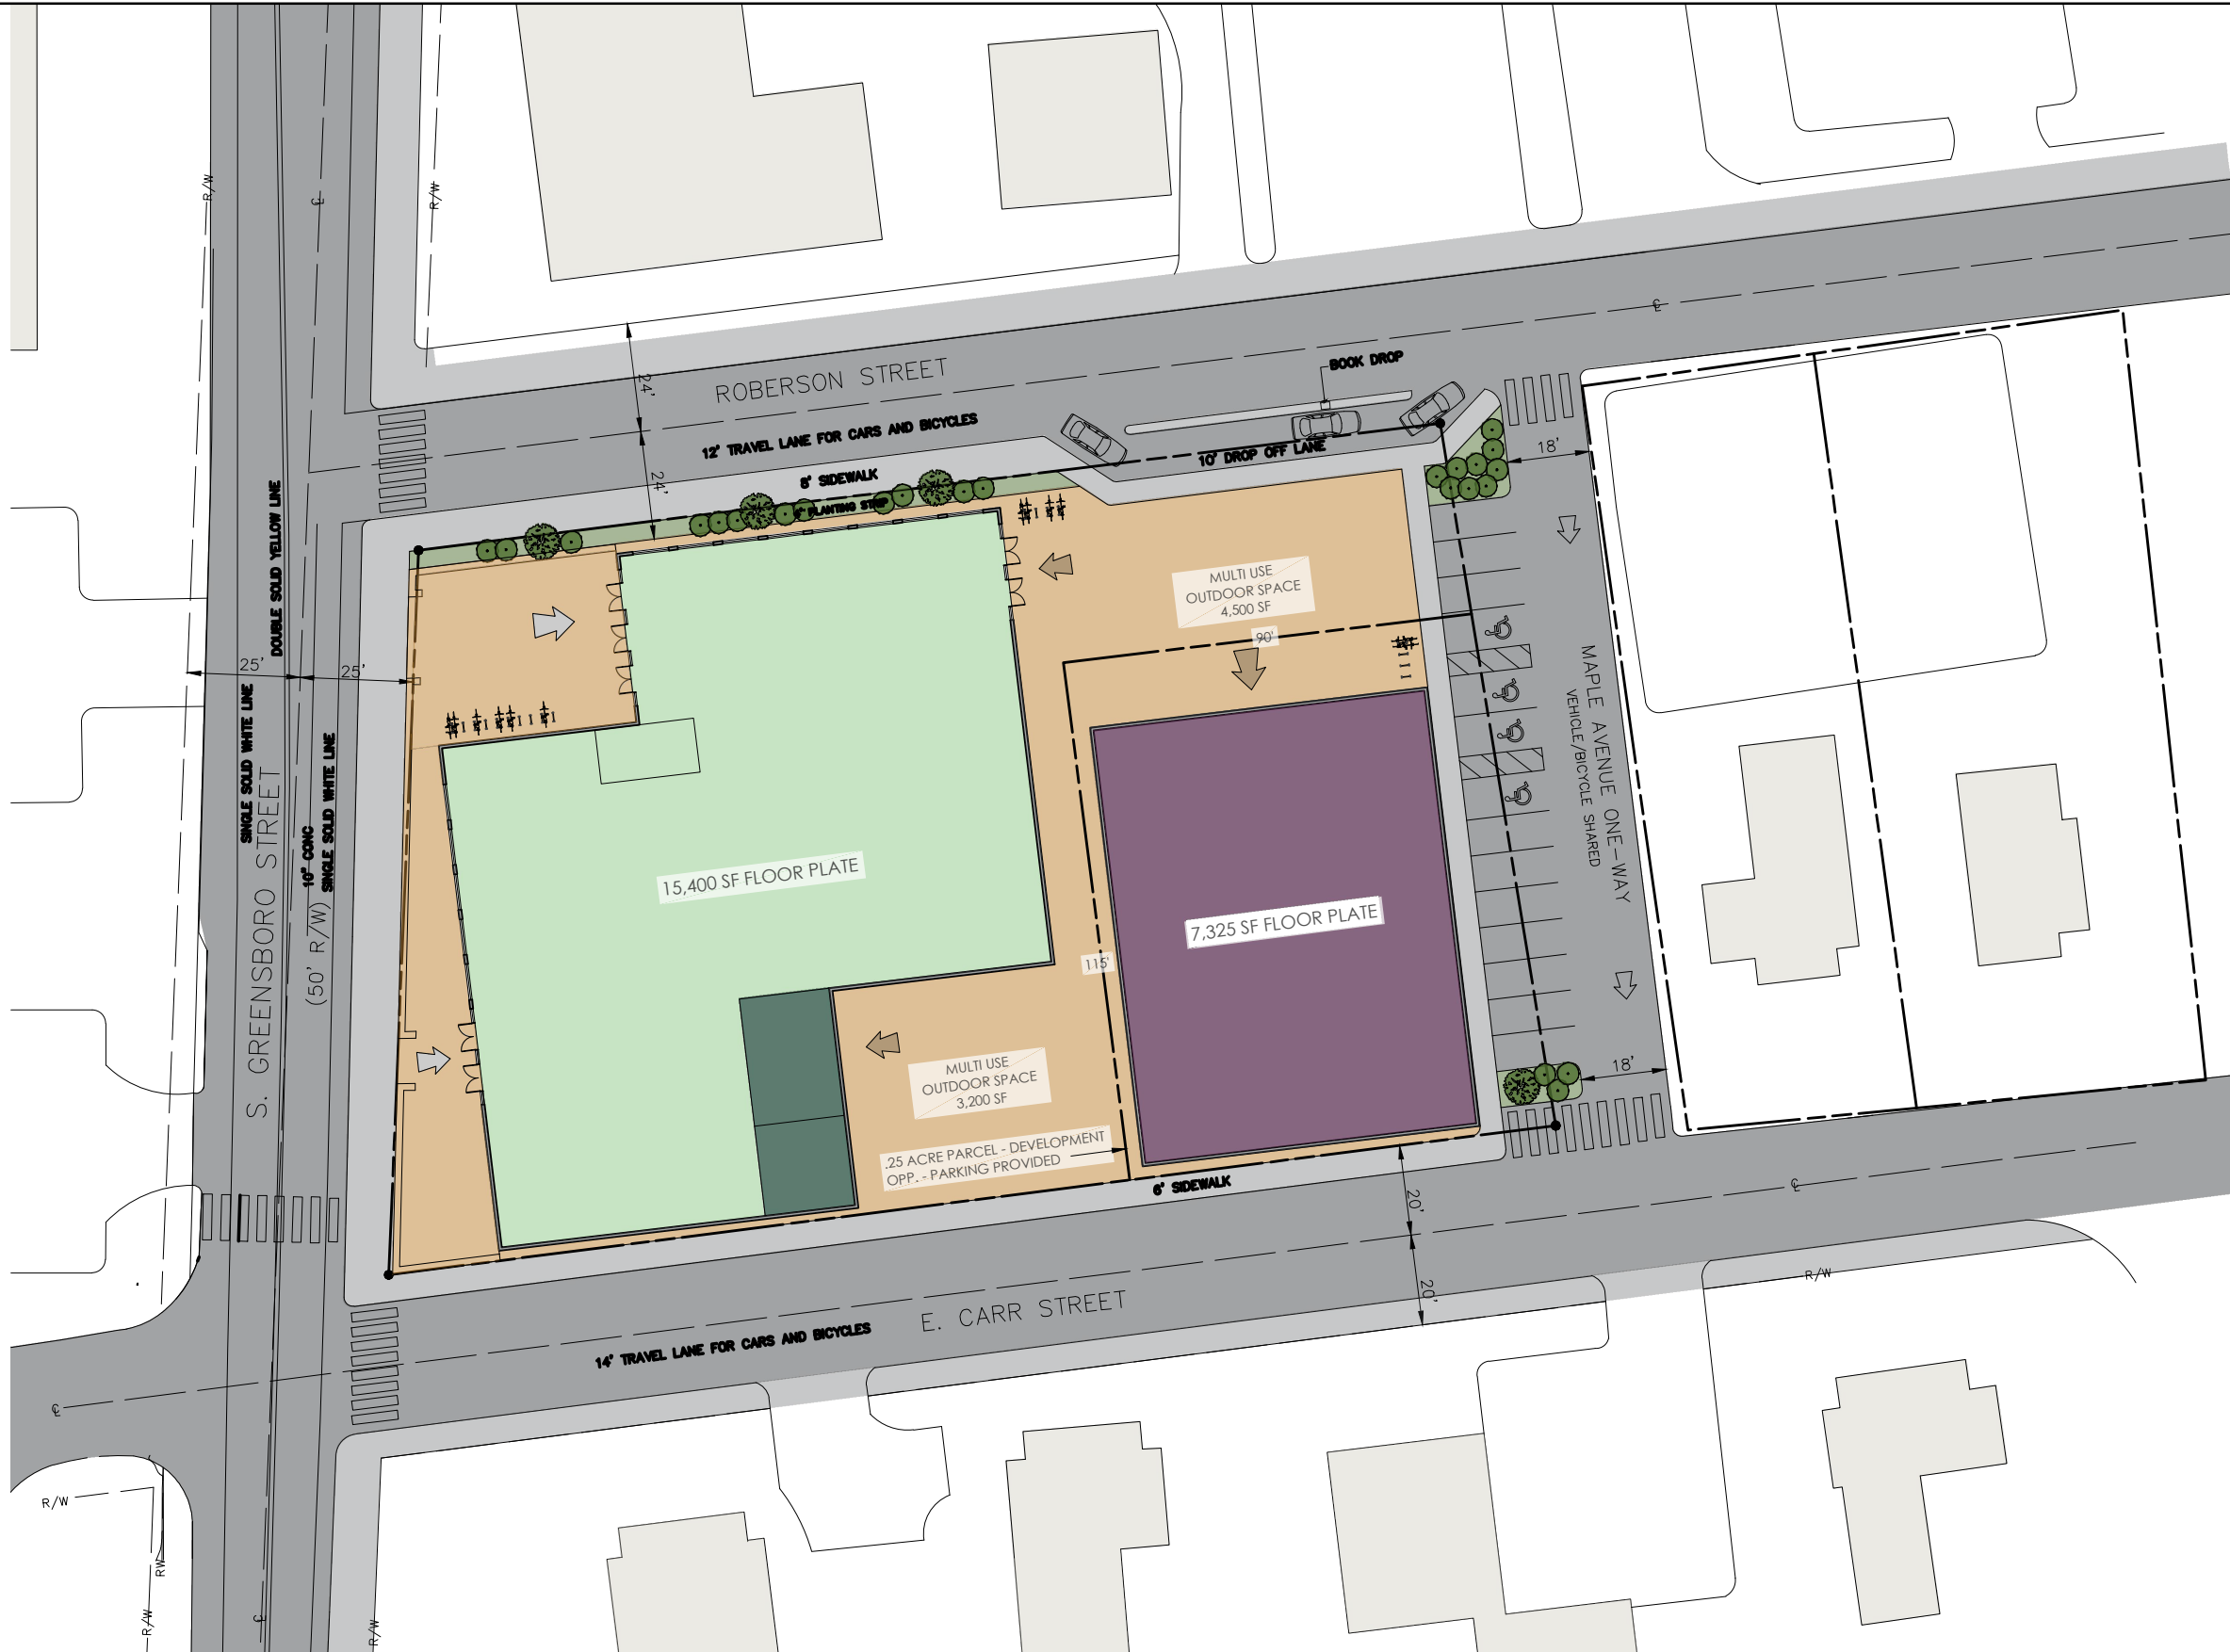 R/W
R/W
℄
BOOK DROP
℄
ROBERSON STREET
24'
12' TRAVEL LANE FOR CARS AND BICYCLES
10' DROP OFF LANE
18'
8' SIDEWALK
24'
PLANTING STRIP
DOUBLE SOLID YELLOW LINE
MULTI USE
OUTDOOR SPACE
4,500 SF
90'
25'
25'
SINGLE SOLID WHITE LINE
S. GREENSBORO STREET
10" CONC
SINGLE SOLID WHITE LINE
(50' R/W)
MAPLE AVENUE ONE-WAY
VEHICLE/BICYCLE SHARED
15,400 SF FLOOR PLATE
7,325 SF FLOOR PLATE
115'
MULTI USE
OUTDOOR SPACE
3,200 SF
18'
.25 ACRE PARCEL - DEVELOPMENT
OPP. - PARKING PROVIDED
6' SIDEWALK
20'
℄
20'
R/W
E. CARR STREET
14' TRAVEL LANE FOR CARS AND BICYCLES
℄
R/W
RW
R/W
℄
R/W